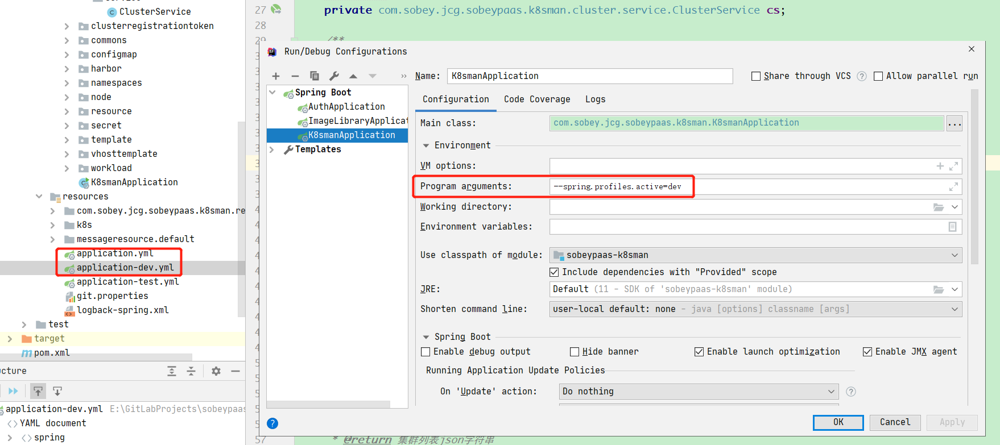 service
ClusterService
clusterregistrationtoken
commons
configmap
harbor
namespaces
node
resource
secret
template
vhosttemplate
workload
K8smanApplication
resources
com.sobey.jcg.sobeypaas.k8sman.re
k8s
messageresource.default
application.yml
application-dev.yml
application-test.yml
git.properties
logback-spring.xml
test
target
pom.xml
ucture
application-dev.yml E:\GitLabProjects\sobeypaas
YAML document
spring
27 private com.sobey.jcg.sobeypaas.k8sman.cluster.service.ClusterService cs;
28
29 /**
Run/Debug Configurations
Name: K8smanApplication
Share through VCS ?
Allow parallel run
Spring Boot
AuthApplication
ImageLibraryApplicat
K8smanApplication
Templates
Configuration Code Coverage Logs
Main class: com.sobey.jcg.sobeypaas.k8sman.K8smanApplication ...
Environment
VM options:
Program arguments: --spring.profiles.active=dev
Working directory:
Environment variables:
Use classpath of module: sobeypaas-k8sman
Include dependencies with "Provided" scope
JRE: Default (11 - SDK of 'sobeypaas-k8sman' module)
Shorten command line: user-local default: none - java [options] classname [args]
Spring Boot
Enable debug output Hide banner Enable launch optimization Enable JMX agent
Running Application Update Policies
On 'Update' action: Do nothing ?
? OK Cancel Apply
57 * @return 集群列表json字符串